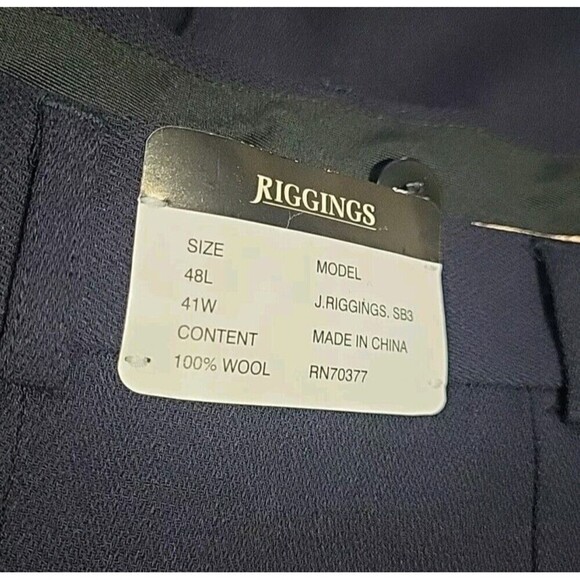 RIGGINGS
SIZE
48L
41W
CONTENT
100% WOOL
MODEL
J.RIGGINGS, SB3
MADE IN CHINA
RN70377